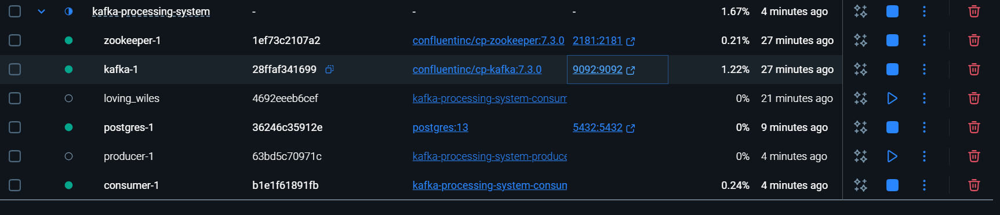 kafka-processing-system - - - 1.67% 4 minutes ago
zookeeper-1 1ef73c2107a2 confluentinc/cp-zookeeper:7.3.0 2181:2181 0.21% 27 minutes ago
kafka-1 28ffaf341699 confluentinc/cp-kafka:7.3.0 9092:9092 1.22% 27 minutes ago
loving_wiles 4692eeeb6cef kafka-processing-system-consum 0% 21 minutes ago
postgres-1 36246c35912e postgres:13 5432:5432 0% 9 minutes ago
producer-1 63bd5c70971c kafka-processing-system-produce 0% 4 minutes ago
consumer-1 b1e1f61891fb kafka-processing-system-consun 0.24% 4 minutes ago